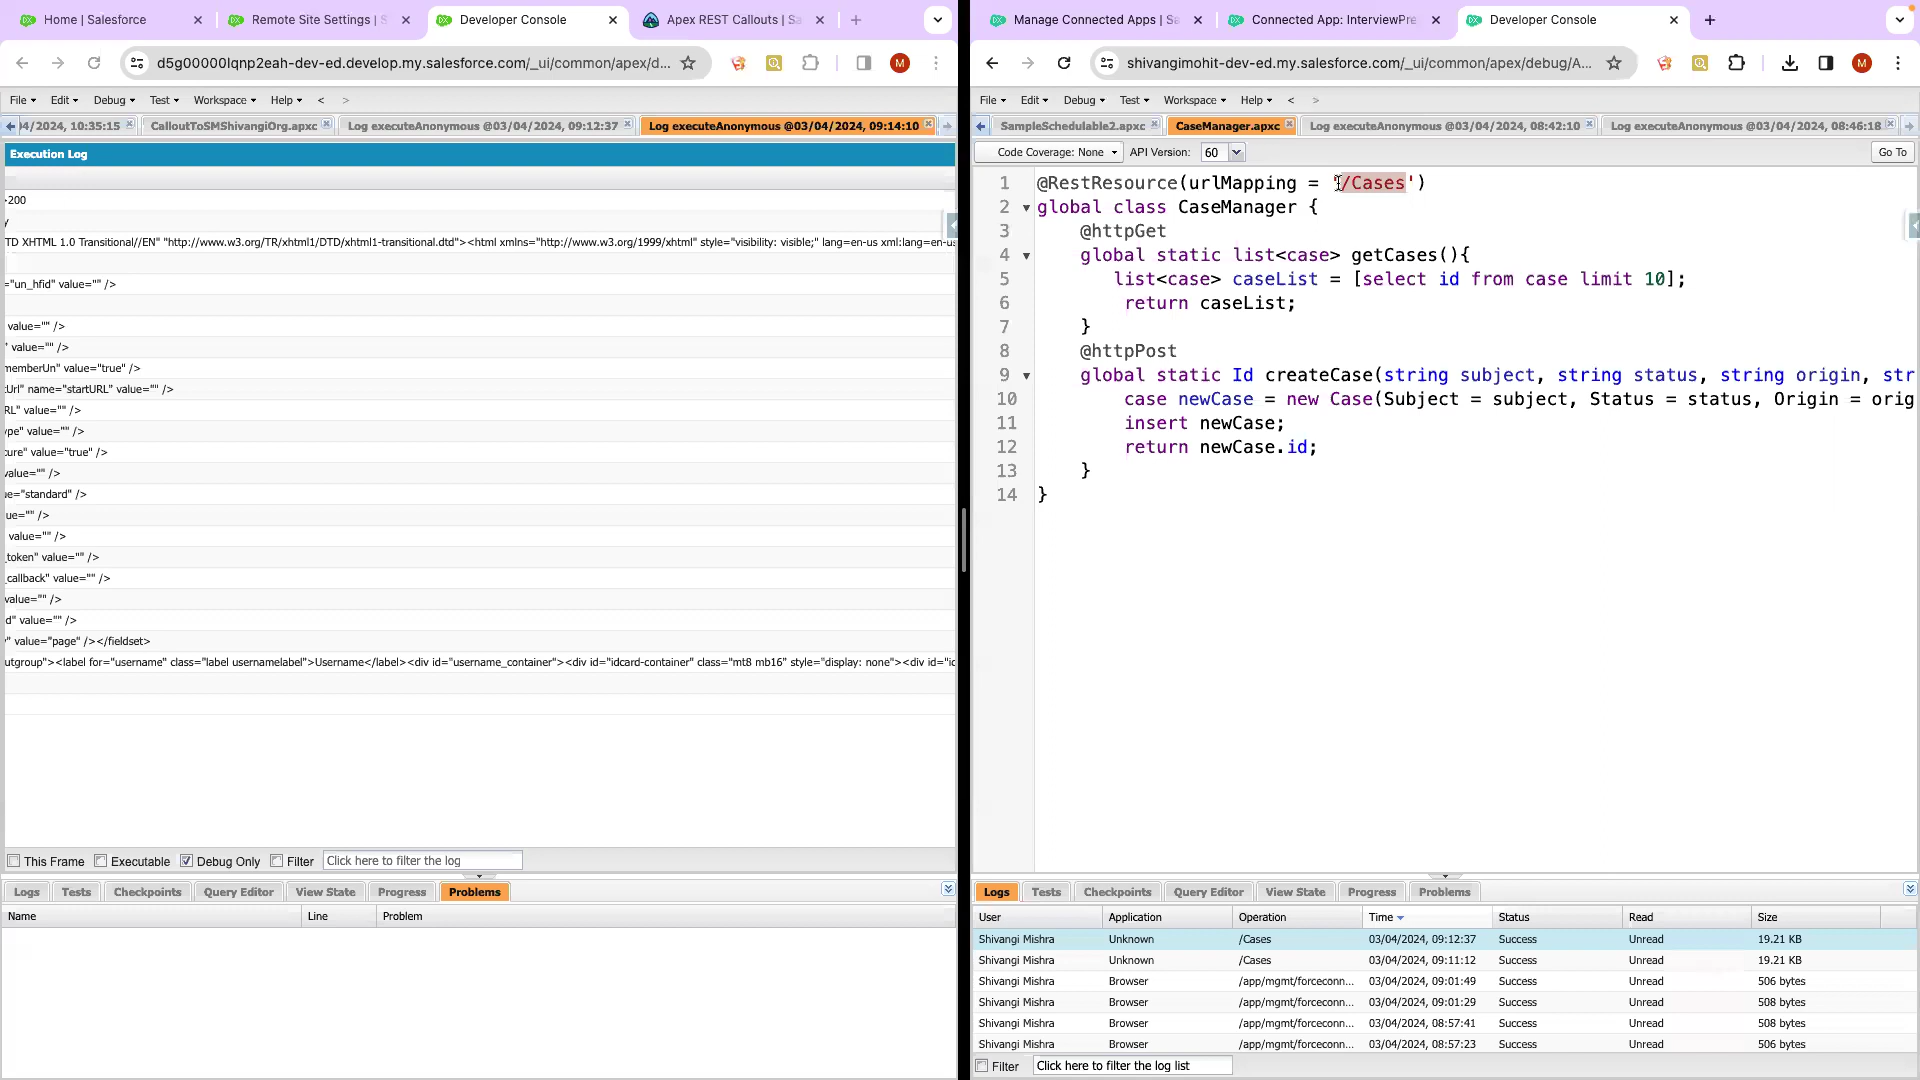 Home | Salesforce
Remote Site Settings | S
Developer Console
Apex REST Callouts | Sa
d5g00000lqnp2eah-dev-ed.develop.my.salesforce.com/_ui/common/apex/d...
M
File Edit Debug Test Workspace Help < >
04/2024, 10:35:15
CalloutToSMShivangiOrg.apxc
Log executeAnonymous @03/04/2024, 09:12:37
Log executeAnonymous @03/04/2024, 09:14:10
Execution Log
>200
y
TD XHTML 1.0 Transitional//EN" "http://www.w3.org/TR/xhtml1/DTD/xhtml1-transitional.dtd"><html xmlns="http://www.w3.org/1999/xhtml" style="visibility: visible;" lang=en-us xml:lang=en-us
="un_hfid" value="" />
value="" />
" value="" />
memberUn" value="true" />
:Url" name="startURL" value="" />
RL" value="" />
ype" value="" />
ture" value="true" />
value="" />
ue="standard" />
ue="" />
value="" />
_token" value="" />
_callback" value="" />
value="" />
d" value="" />
y" value="page" /></fieldset>
utgroup"><label for="username" class="label usernamelabel">Username</label><div id="username_container"><div id="idcard-container" class="mt8 mb16" style="display: none"><div id="ic
This Frame Executable Debug Only Filter Click here to filter the log
Logs Tests Checkpoints Query Editor View State Progress Problems
Name Line Problem
Manage Connected Apps | Sa
Connected App: InterviewPre
Developer Console
shivangimohit-dev-ed.my.salesforce.com/_ui/common/apex/debug/A...
M
File Edit Debug Test Workspace Help < >
SampleSchedulable2.apxc
CaseManager.apxc
Log executeAnonymous @03/04/2024, 08:42:10
Log executeAnonymous @03/04/2024, 08:46:18
Code Coverage: None API Version: 60 Go To
1 @RestResource(urlMapping = '/Cases')
2 global class CaseManager {
3 @httpGet
4 global static list<case> getCases(){
5 list<case> caseList = [select id from case limit 10];
6 return caseList;
7 }
8 @httpPost
9 global static Id createCase(string subject, string status, string origin, str
10 case newCase = new Case(Subject = subject, Status = status, Origin = orig
11 insert newCase;
12 return newCase.id;
13 }
14 }
Logs Tests Checkpoints Query Editor View State Progress Problems
User Application Operation Time Status Read Size
Shivangi Mishra Unknown /Cases 03/04/2024, 09:12:37 Success Unread 19.21 KB
Shivangi Mishra Unknown /Cases 03/04/2024, 09:11:12 Success Unread 19.21 KB
Shivangi Mishra Browser /app/mgmt/forceconn... 03/04/2024, 09:01:49 Success Unread 506 bytes
Shivangi Mishra Browser /app/mgmt/forceconn... 03/04/2024, 09:01:29 Success Unread 508 bytes
Shivangi Mishra Browser /app/mgmt/forceconn... 03/04/2024, 08:57:41 Success Unread 508 bytes
Shivangi Mishra Browser /app/mgmt/forceconn... 03/04/2024, 08:57:23 Success Unread 506 bytes
Filter Click here to filter the log list